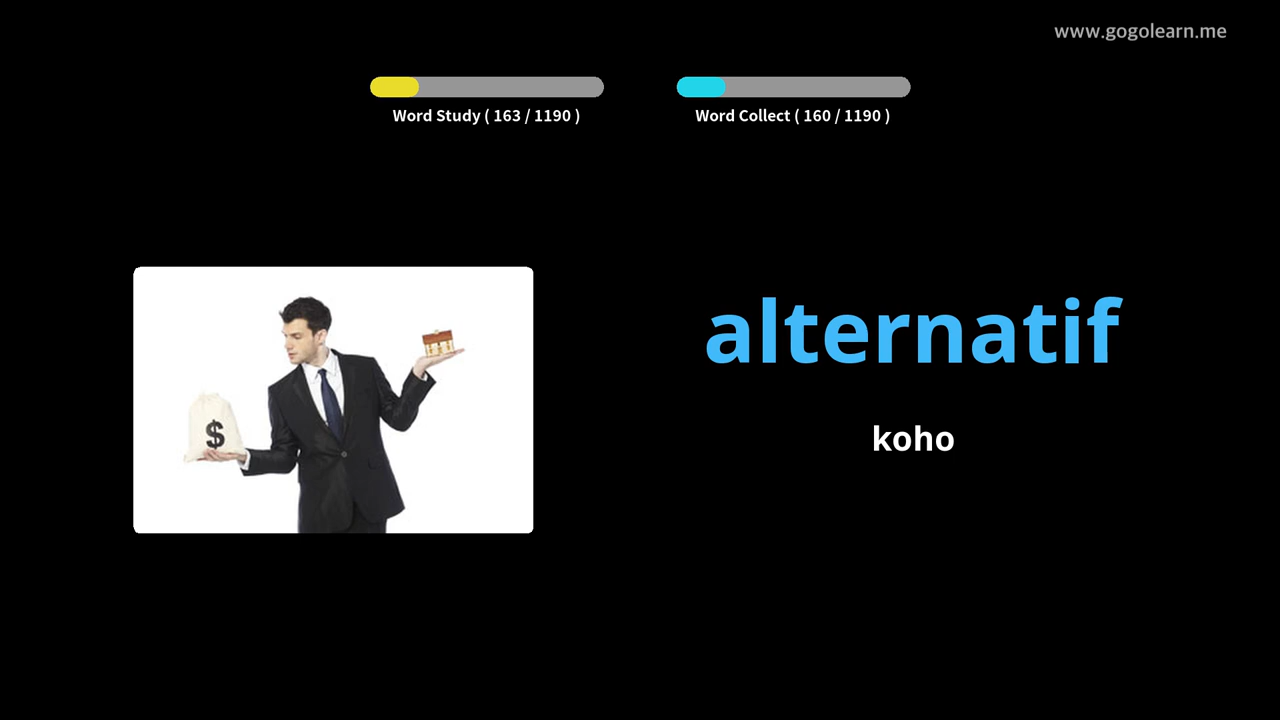 www.gogolearn.me
Word Study ( 163 / 1190 )
Word Collect ( 160 / 1190 )
alternatif
$
koho